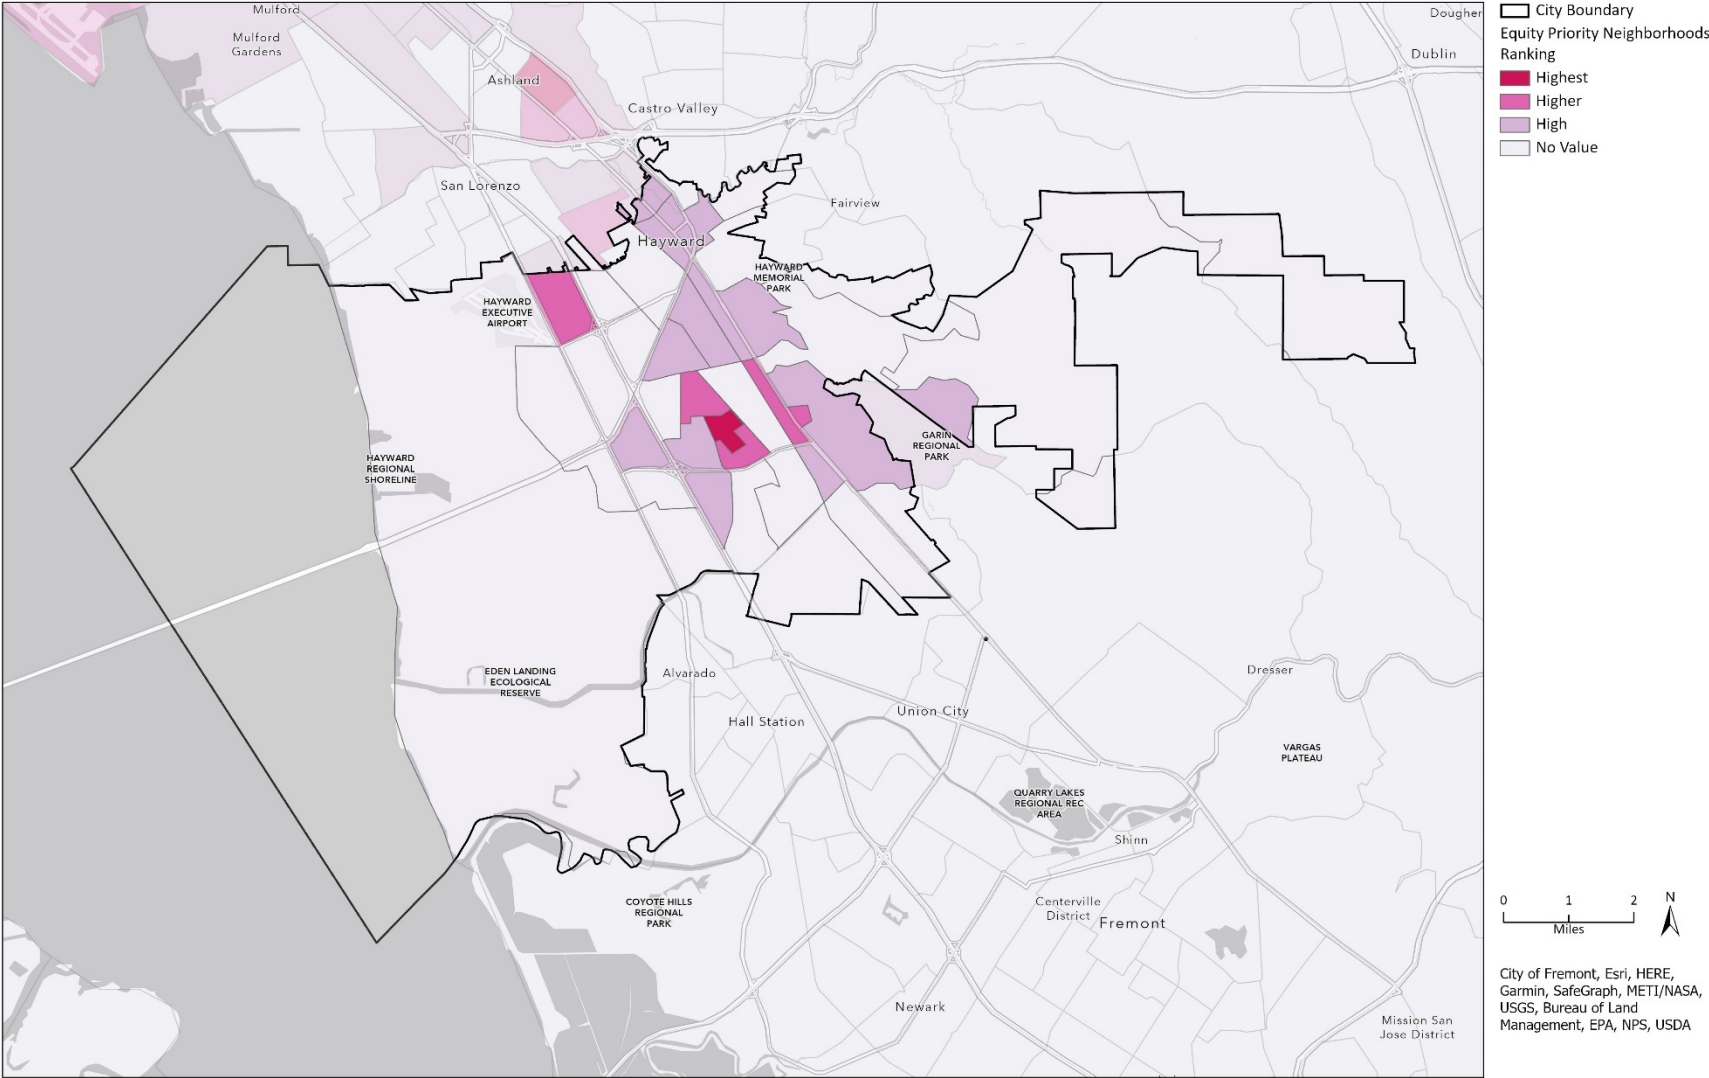 Mulford
Mulford
Gardens
Ashland
Castro Valley
Dougher
Dublin
San Lorenzo
Fairview
Hayward
HAYWARD
MEMORIAL
PARK
HAYWARD
EXECUTIVE
AIRPORT
GARIN
REGIONAL
PARK
HAYWARD
REGIONAL
SHORELINE
EDEN LANDING
ECOLOGICAL
RESERVE
Alvarado
Hall Station
Union City
Dresser
VARGAS
PLATEAU
QUARRY LAKES
REGIONAL REC
AREA
Shinn
COYOTE HILLS
REGIONAL
PARK
Centerville
District
Fremont
Newark
Mission San
Jose District
City Boundary
Equity Priority Neighborhoods
Ranking
Highest
Higher
High
No Value
0 1 2
Miles
N
City of Fremont, Esri, HERE,
Garmin, SafeGraph, METI/NASA,
USGS, Bureau of Land
Management, EPA, NPS, USDA